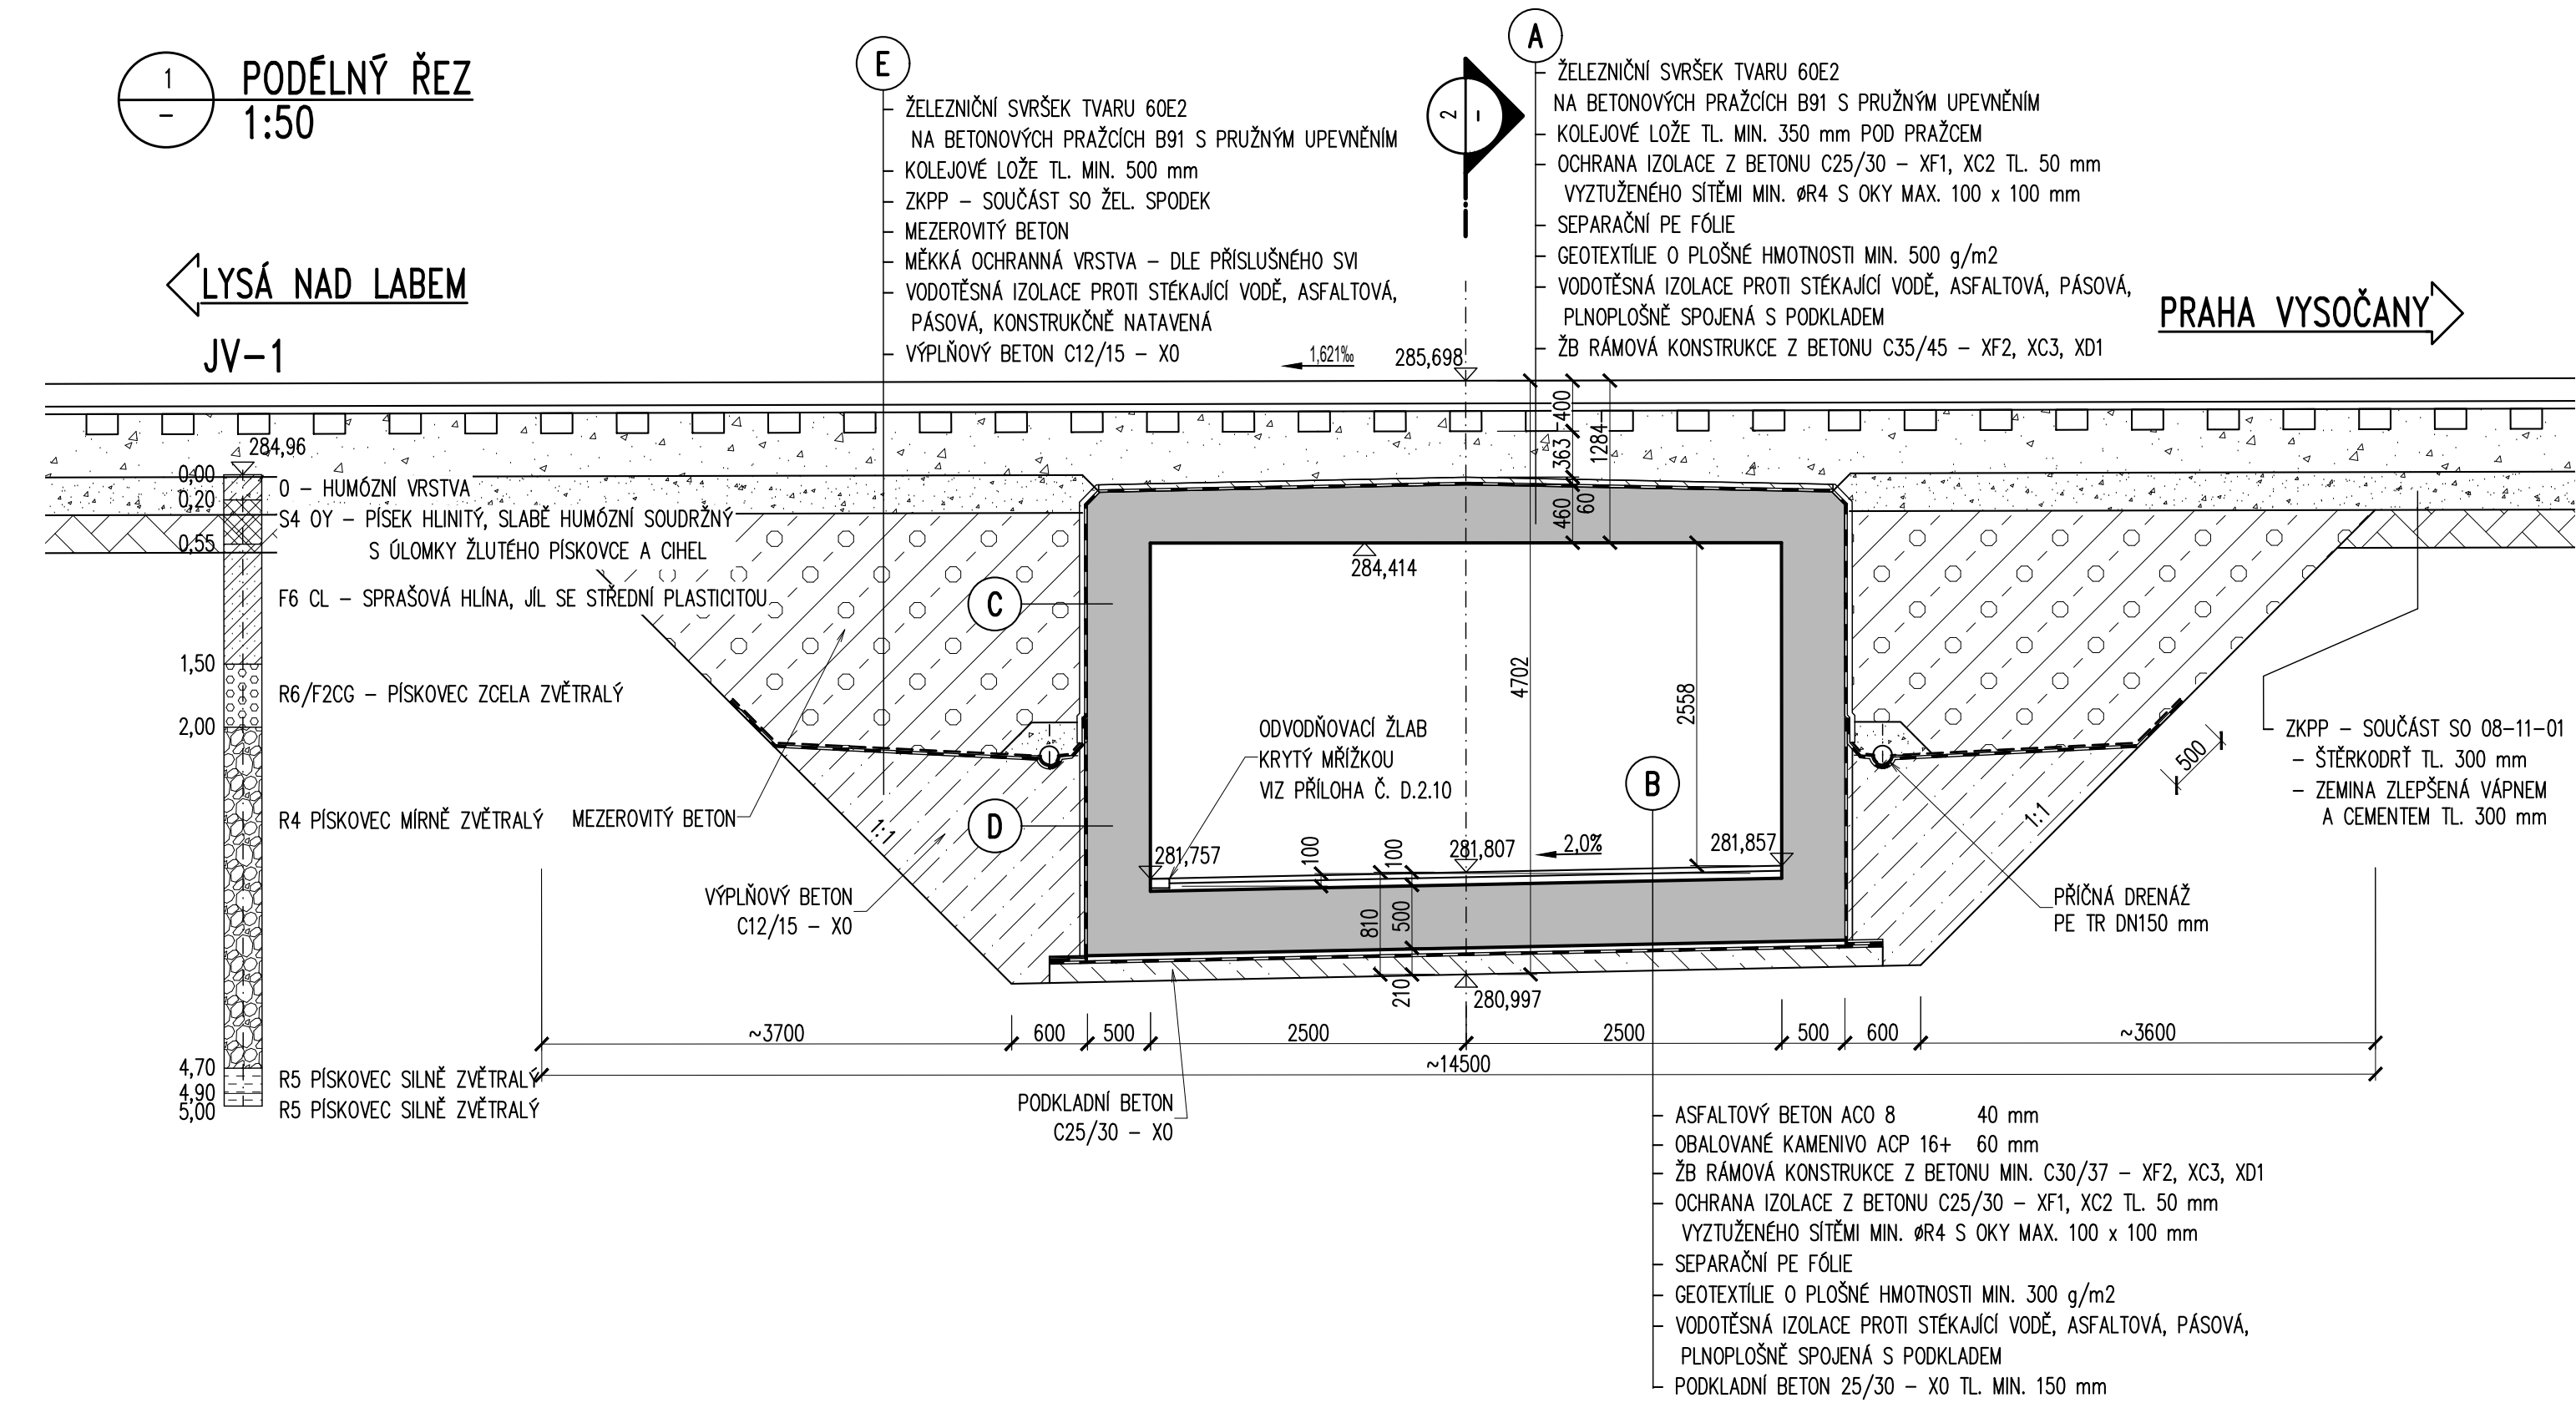 1
–
PODÉLNÝ ŘEZ
1:50
E
ŽELEZNIČNÍ SVRŠEK TVARU 60E2
NA BETONOVÝCH PRAŽCÍCH B91 S PRUŽNÝM UPEVNĚNÍM
KOLEJOVÉ LOŽE TL. MIN. 500 mm
ZKPP – SOUČÁST SO ŽEL. SPODEK
MEZEROVITÝ BETON
MĚKKÁ OCHRANNÁ VRSTVA – DLE PŘÍSLUŠNÉHO SVI
VODOTĚSNÁ IZOLACE PROTI STÉKAJÍCÍ VODĚ, ASFALTOVÁ,
PÁSOVÁ, KONSTRUKČNĚ NATAVENÁ
VÝPLŇOVÝ BETON C12/15 – X0
2
–
A
ŽELEZNIČNÍ SVRŠEK TVARU 60E2
NA BETONOVÝCH PRAŽCÍCH B91 S PRUŽNÝM UPEVNĚNÍM
KOLEJOVÉ LOŽE TL. MIN. 350 mm POD PRAŽCEM
OCHRANA IZOLACE Z BETONU C25/30 – XF1, XC2 TL. 50 mm
VYZTUŽENÉHO SÍTĚMI MIN. øR4 S OKY MAX. 100 x 100 mm
SEPARAČNÍ PE FÓLIE
GEOTEXTÍLIE O PLOŠNÉ HMOTNOSTI MIN. 500 g/m2
VODOTĚSNÁ IZOLACE PROTI STÉKAJÍCÍ VODĚ, ASFALTOVÁ, PÁSOVÁ,
PLNOPLOŠNĚ SPOJENÁ S PODKLADEM
ŽB RÁMOVÁ KONSTRUKCE Z BETONU C35/45 – XF2, XC3, XD1
LYSÁ NAD LABEM
PRAHA VYSOČANY
JV–1
1,621‰
285,698
400
363
1284
460
60
284,96
0,00
0,20
0,55
1,50
2,00
4,70
4,90
5,00
O – HUMÓZNÍ VRSTVA
S4 OY – PÍSEK HLINITÝ, SLABĚ HUMÓZNÍ SOUDRŽNÝ
S ÚLOMKY ŽLUTÉHO PÍSKOVCE A CIHEL
F6 CL – SPRAŠOVÁ HLÍNA, JÍL SE STŘEDNÍ PLASTICITOU
R6/F2CG – PÍSKOVEC ZCELA ZVĚTRALÝ
R4 PÍSKOVEC MÍRNĚ ZVĚTRALÝ
R5 PÍSKOVEC SILNĚ ZVĚTRALÝ
R5 PÍSKOVEC SILNĚ ZVĚTRALÝ
MEZEROVITÝ BETON
VÝPLŇOVÝ BETON
C12/15 – X0
1:1
C
D
284,414
4702
2558
ODVODŇOVACÍ ŽLAB
KRYTÝ MŘÍŽKOU
VIZ PŘÍLOHA Č. D.2.10
B
281,757
100
100
281,807
2,0%
281,857
810
500
210
280,997
1:1
500
ZKPP – SOUČÁST SO 08–11–01
– ŠTĚRKODRŤ TL. 300 mm
– ZEMINA ZLEPŠENÁ VÁPNEM
A CEMENTEM TL. 300 mm
PŘÍČNÁ DRENÁŽ
PE TR DN150 mm
~3700
600
500
2500
2500
500
600
~3600
~14500
PODKLADNÍ BETON
C25/30 – X0
ASFALTOVÝ BETON ACO 8 40 mm
OBALOVANÉ KAMENIVO ACP 16+ 60 mm
ŽB RÁMOVÁ KONSTRUKCE Z BETONU MIN. C30/37 – XF2, XC3, XD1
OCHRANA IZOLACE Z BETONU C25/30 – XF1, XC2 TL. 50 mm
VYZTUŽENÉHO SÍTĚMI MIN. øR4 S OKY MAX. 100 x 100 mm
SEPARAČNÍ PE FÓLIE
GEOTEXTÍLIE O PLOŠNÉ HMOTNOSTI MIN. 300 g/m2
VODOTĚSNÁ IZOLACE PROTI STÉKAJÍCÍ VODĚ, ASFALTOVÁ, PÁSOVÁ,
PLNOPLOŠNĚ SPOJENÁ S PODKLADEM
PODKLADNÍ BETON 25/30 – X0 TL. MIN. 150 mm